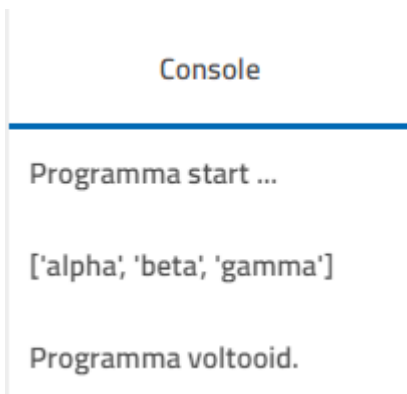 Console
Programma start ...
['alpha', 'beta', 'gamma']
Programma voltooid.